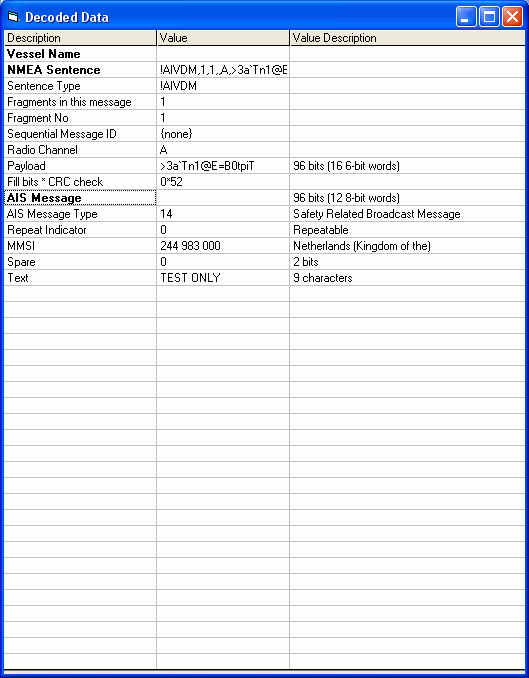 Decoded Data
Description Value Value Description
Vessel Name
NMEA Sentence !AIVDM,1,1,,A,>3a`Tn1@E
Sentence Type !AIVDM
Fragments in this message 1
Fragment No 1
Sequential Message ID {none}
Radio Channel A
Payload >3a`Tn1@E=B0tpiT 96 bits (16 6-bit words)
Fill bits * CRC check 0*52
AIS Message 96 bits (12 8-bit words)
AIS Message Type 14 Safety Related Broadcast Message
Repeat Indicator 0 Repeatable
MMSI 244 983 000 Netherlands (Kingdom of the)
Spare 0 2 bits
Text TEST ONLY 9 characters